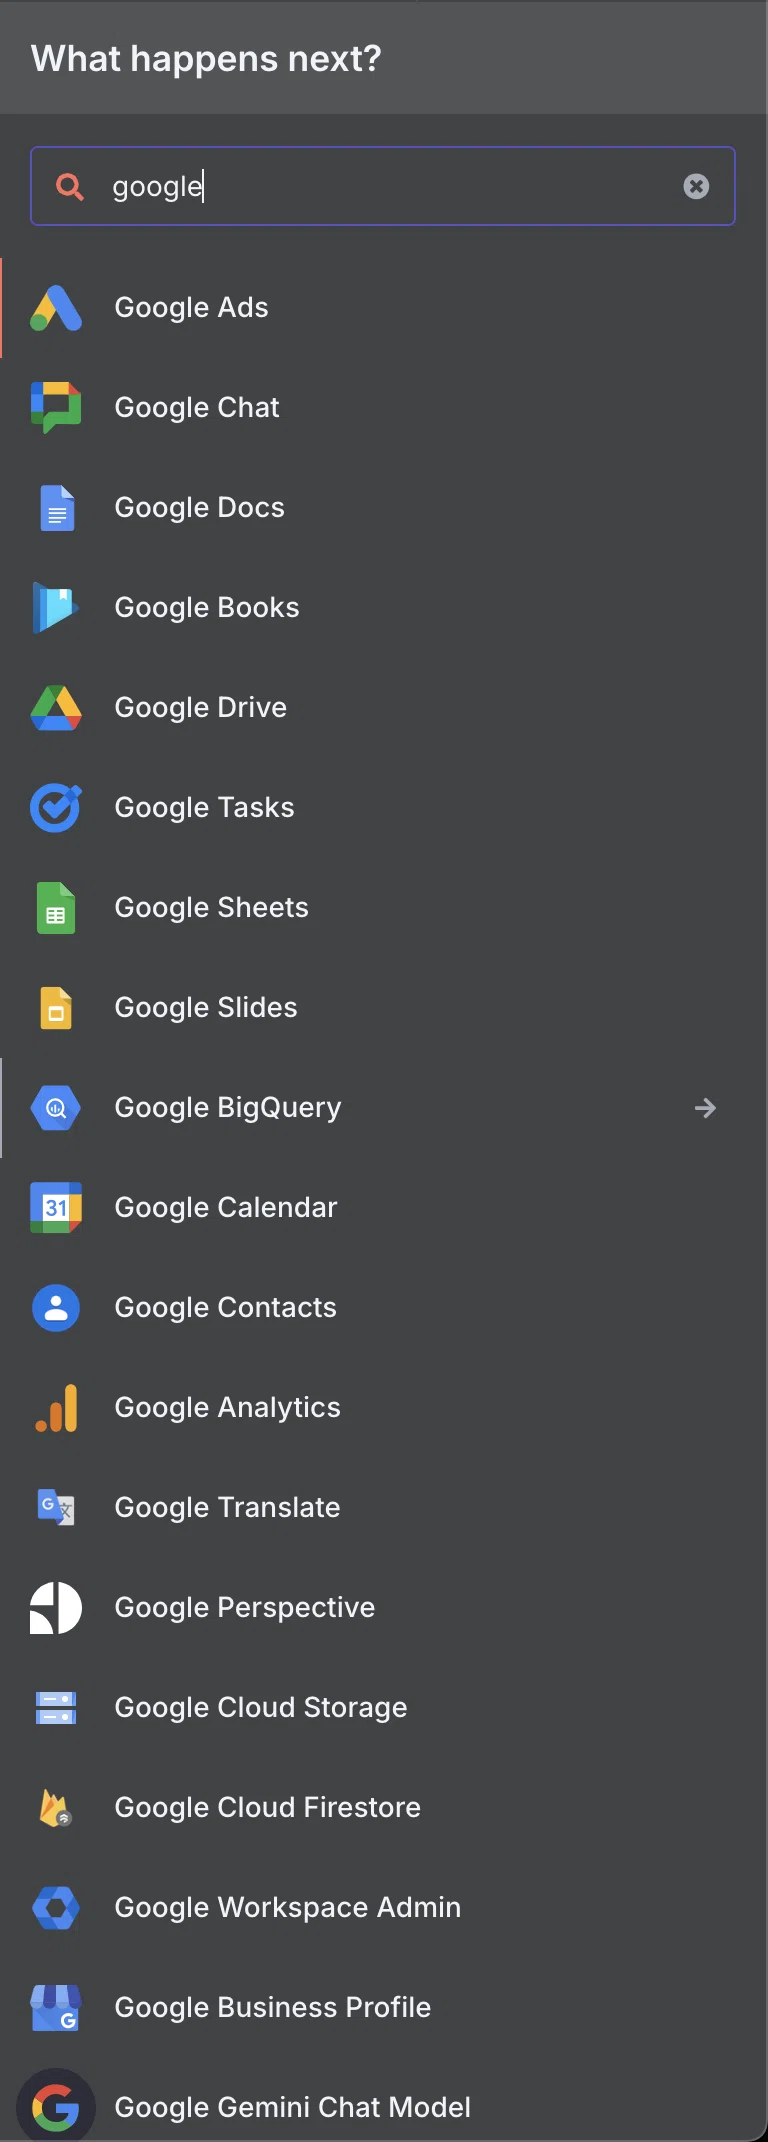 What happens next?
google
Google Ads
Google Chat
Google Docs
Google Books
Google Drive
Google Tasks
Google Sheets
Google Slides
Google BigQuery
31
Google Calendar
Google Contacts
Google Analytics
G 文
Google Translate
Google Perspective
Google Cloud Storage
Google Cloud Firestore
Google Workspace Admin
G
Google Business Profile
G
Google Gemini Chat Model